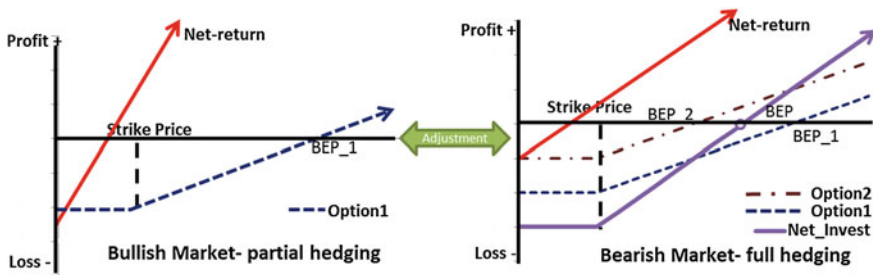 Profit +
Net-return
Strike Price
BEP_1
Option1
Loss -
Bullish Market- partial hedging
Adjustment
Profit +
Net-return
Strike Price
BEP_2
BEP
BEP_1
Option2
Option1
Net_Invest
Loss -
Bearish Market- full hedging